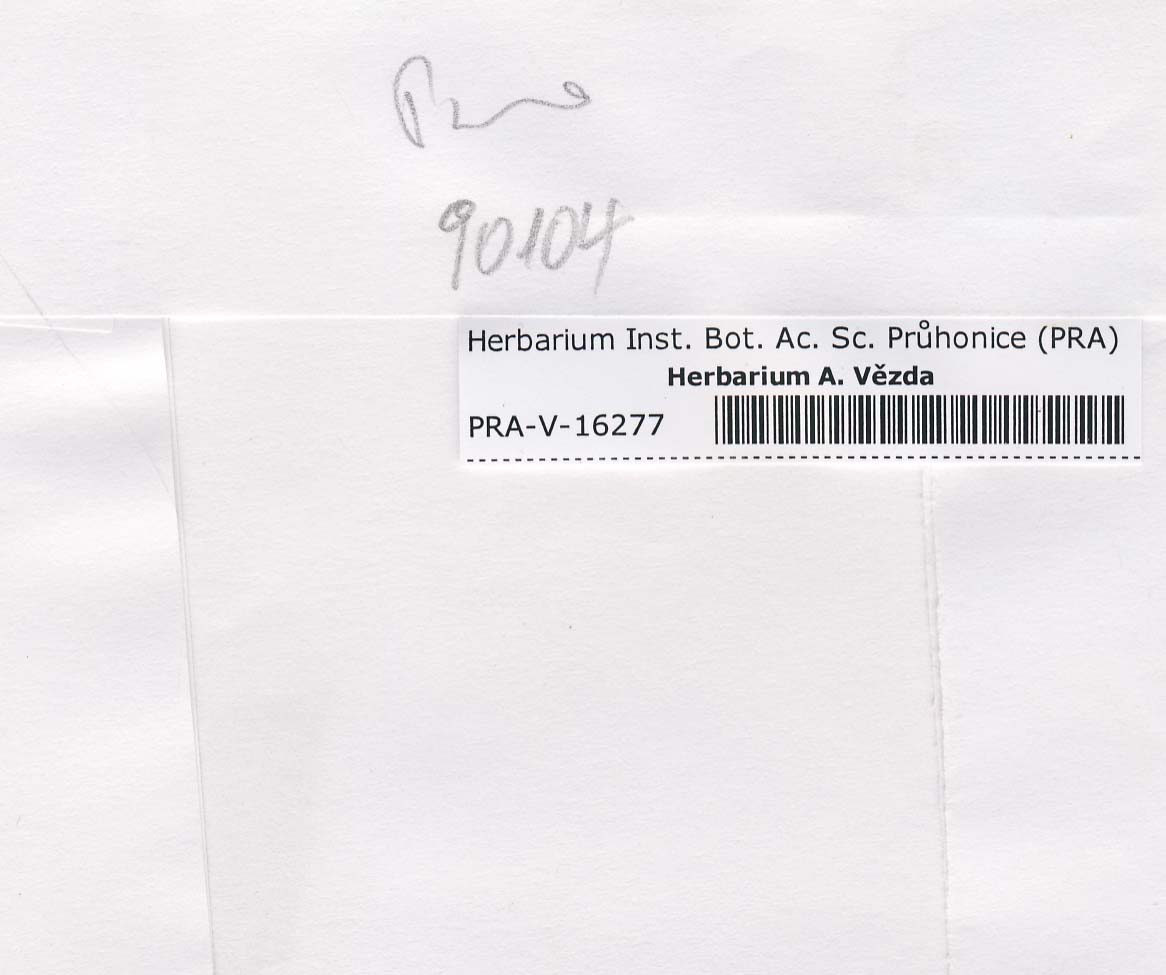 90104
Herbarium Inst. Bot. Ac. Sc. Průhonice (PRA)
Herbarium A. Vězda
PRA-V-16277